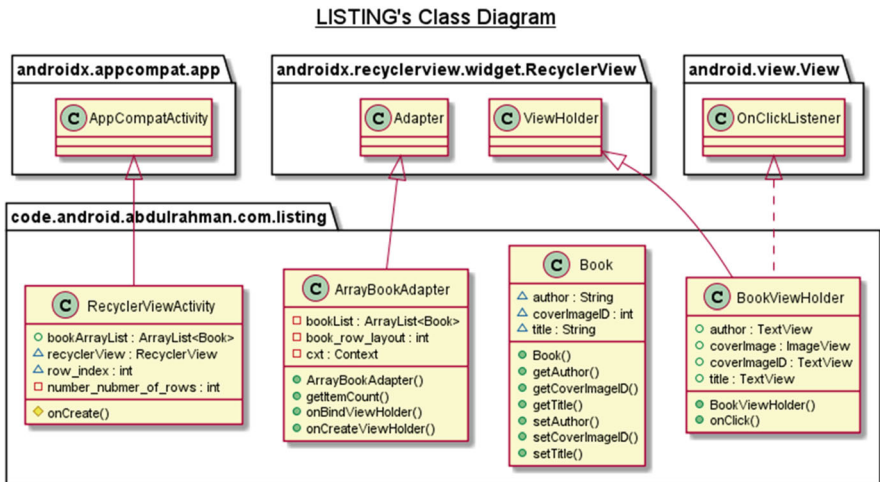 LISTING's Class Diagram
androidx.appcompat.app
C AppCompatActivity
androidx.recyclerview.widget.RecyclerView
C Adapter
C ViewHolder
android.view.View
C OnClickListener
code.android.abdulrahman.com.listing
C RecyclerViewActivity
bookArrayList : ArrayList<Book>
recyclerView : RecyclerView
row_index : int
number_nubmer_of_rows : int
onCreate()
C ArrayBookAdapter
bookList : ArrayList<Book>
book_row_layout : int
cxt : Context
ArrayBookAdapter()
getItemCount()
onBindViewHolder()
onCreateViewHolder()
C Book
author : String
coverImageID : int
title : String
Book()
getAuthor()
getCoverImageID()
getTitle()
setAuthor()
setCoverImageID()
setTitle()
C BookViewHolder
author : TextView
coverImage : ImageView
coverImageID : TextView
title : TextView
BookViewHolder()
onClick()